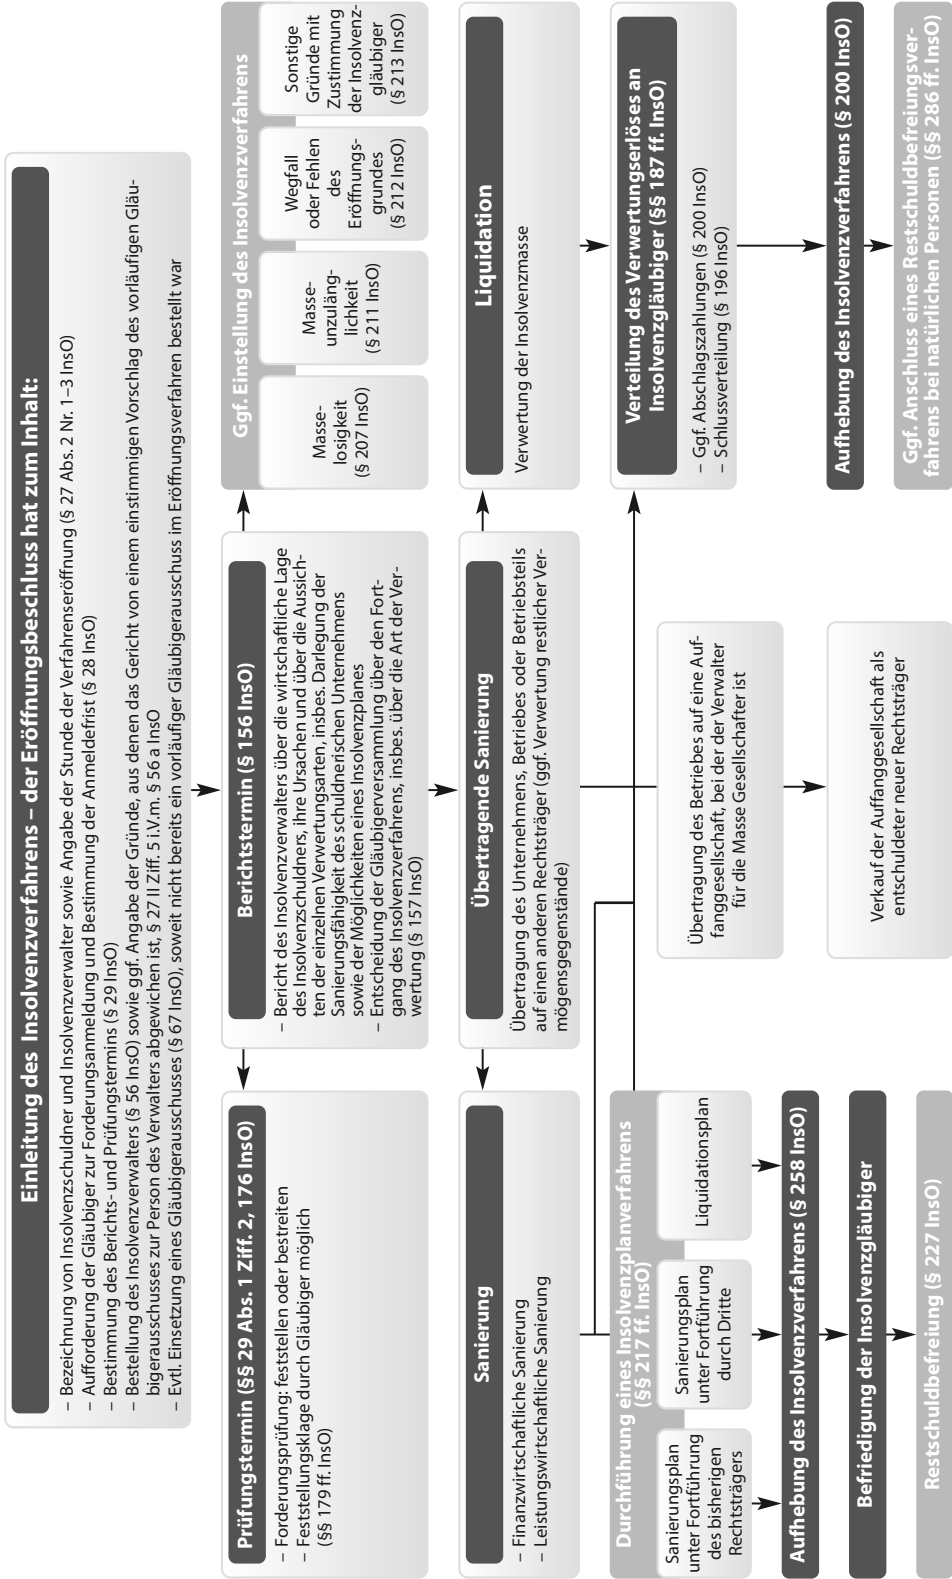 Einleitung des Insolvenzverfahrens – der Eröffnungsbeschluss hat zum Inhalt:
– Bezeichnung von Insolvenzschuldner und Insolvenzverwalter sowie Angabe der Stunde der Verfahrenseröffnung (§ 27 Abs. 2 Nr. 1–3 InsO)
– Aufforderung der Gläubiger zur Forderungsanmeldung und Bestimmung der Anmeldefrist (§ 28 InsO)
– Bestimmung des Berichts- und Prüfungstermins (§ 29 InsO)
– Bestellung des Insolvenzverwalters (§ 56 InsO) sowie ggf. Angabe der Gründe, aus denen das Gericht von einem einstimmigen Vorschlag des vorläufigen Gläu-
bigerausschusses zur Person des Verwalters abgewichen ist, § 27 II Ziff. 5 i.V.m. § 56 a InsO
– Evtl. Einsetzung eines Gläubigerausschusses (§ 67 InsO), soweit nicht bereits ein vorläufiger Gläubigerausschuss im Eröffnungsverfahren bestellt war
Prüfungstermin (§§ 29 Abs. 1 Ziff. 2, 176 InsO)
– Forderungsprüfung: feststellen oder bestreiten
– Feststellungsklage durch Gläubiger möglich
(§§ 179 ff. InsO)
Berichtstermin (§ 156 InsO)
– Bericht des Insolvenzverwalters über die wirtschaftliche Lage
des Insolvenzschuldners, ihre Ursachen und über die Aussich-
ten der einzelnen Verwertungsarten, insbes. Darlegung der
Sanierungsfähigkeit des schuldnerischen Unternehmens
sowie der Möglichkeiten eines Insolvenzplanes
– Entscheidung der Gläubigerversammlung über den Fort-
gang des Insolvenzverfahrens, insbes. über die Art der Ver-
wertung (§ 157 InsO)
Ggf. Einstellung des Insolvenzverfahrens
Masse-
losigkeit
(§ 207 InsO)
Masse-
unzuläng-
lichkeit
(§ 211 InsO)
Wegfall
oder Fehlen
des
Eröffnungs-
grundes
(§ 212 InsO)
Sonstige
Gründe mit
Zustimmung
der Insolvenz-
gläubiger
(§ 213 InsO)
Sanierung
– Finanzwirtschaftliche Sanierung
– Leistungswirtschaftliche Sanierung
Übertragende Sanierung
Übertragung des Unternehmens, Betriebes oder Betriebsteils
auf einen anderen Rechtsträger (ggf. Verwertung restlicher Ver-
mögensgegenstände)
Liquidation
Verwertung der Insolvenzmasse
Durchführung eines Insolvenzplanverfahrens
(§§ 217 ff. InsO)
Sanierungsplan
unter Fortführung
des bisherigen
Rechtsträgers
Sanierungsplan
unter Fortführung
durch Dritte
Liquidationsplan
Aufhebung des Insolvenzverfahrens (§ 258 InsO)
Befriedigung der Insolvenzgläubiger
Restschuldbefreiung (§ 227 InsO)
Übertragung des Betriebes auf eine Auf-
fanggesellschaft, bei der der Verwalter
für die Masse Gesellschafter ist
Verkauf der Auffanggesellschaft als
entschuldeter neuer Rechtsträger
Verteilung des Verwertungserlöses an
Insolvenzgläubiger (§§ 187 ff. InsO)
– Ggf. Abschlagszahlungen (§ 200 InsO)
– Schlussverteilung (§ 196 InsO)
Aufhebung des Insolvenzverfahrens (§ 200 InsO)
Ggf. Anschluss eines Restschuldbefreiungsver-
fahrens bei natürlichen Personen (§§ 286 ff. InsO)